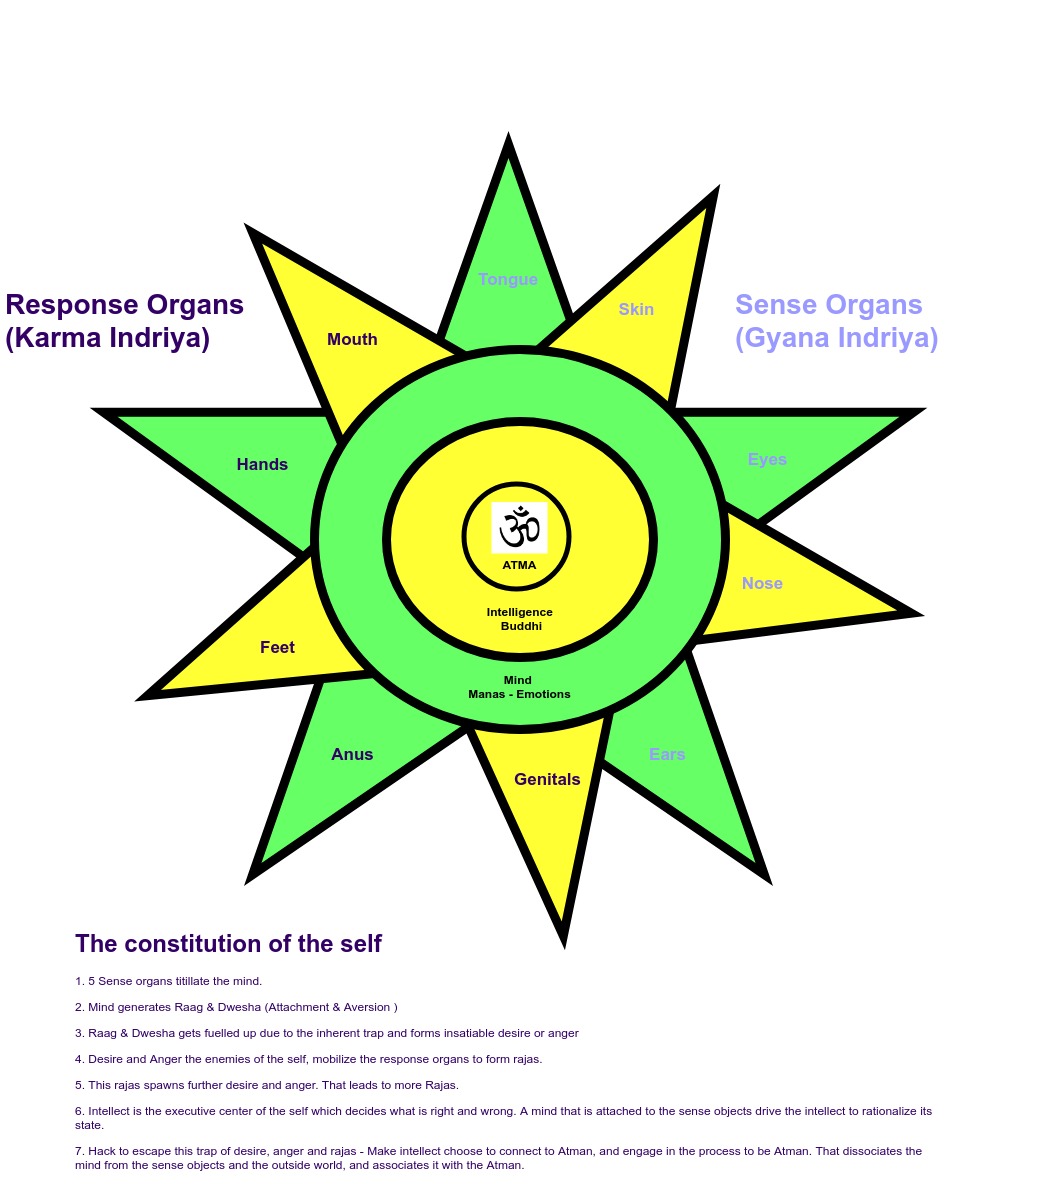 Tongue
Skin
Response Organs
(Karma Indriya)
Sense Organs
(Gyana Indriya)
Mouth
Hands
Eyes
ॐ
ATMA
Nose
Intelligence
Buddhi
Feet
Mind
Manas - Emotions
Anus
Ears
Genitals
The constitution of the self
1. 5 Sense organs titillate the mind.
2. Mind generates Raag & Dwesha (Attachment & Aversion )
3. Raag & Dwesha gets fuelled up due to the inherent trap and forms insatiable desire or anger
4. Desire and Anger the enemies of the self, mobilize the response organs to form rajas.
5. This rajas spawns further desire and anger. That leads to more Rajas.
6. Intellect is the executive center of the self which decides what is right and wrong. A mind that is attached to the sense objects drive the intellect to rationalize its
state.
7. Hack to escape this trap of desire, anger and rajas - Make intellect choose to connect to Atman, and engage in the process to be Atman. That dissociates the
mind from the sense objects and the outside world, and associates it with the Atman.